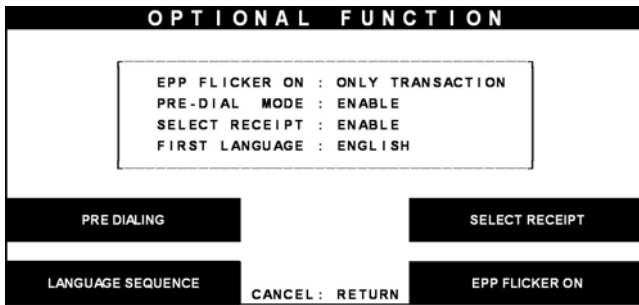 OPTIONAL FUNCTION
EPP FLICKER ON : ONLY TRANSACTION
PRE-DIAL MODE : ENABLE
SELECT RECEIPT : ENABLE
FIRST LANGUAGE : ENGLISH
PRE DIALING
SELECT RECEIPT
LANGUAGE SEQUENCE
CANCEL: RETURN
EPP FLICKER ON